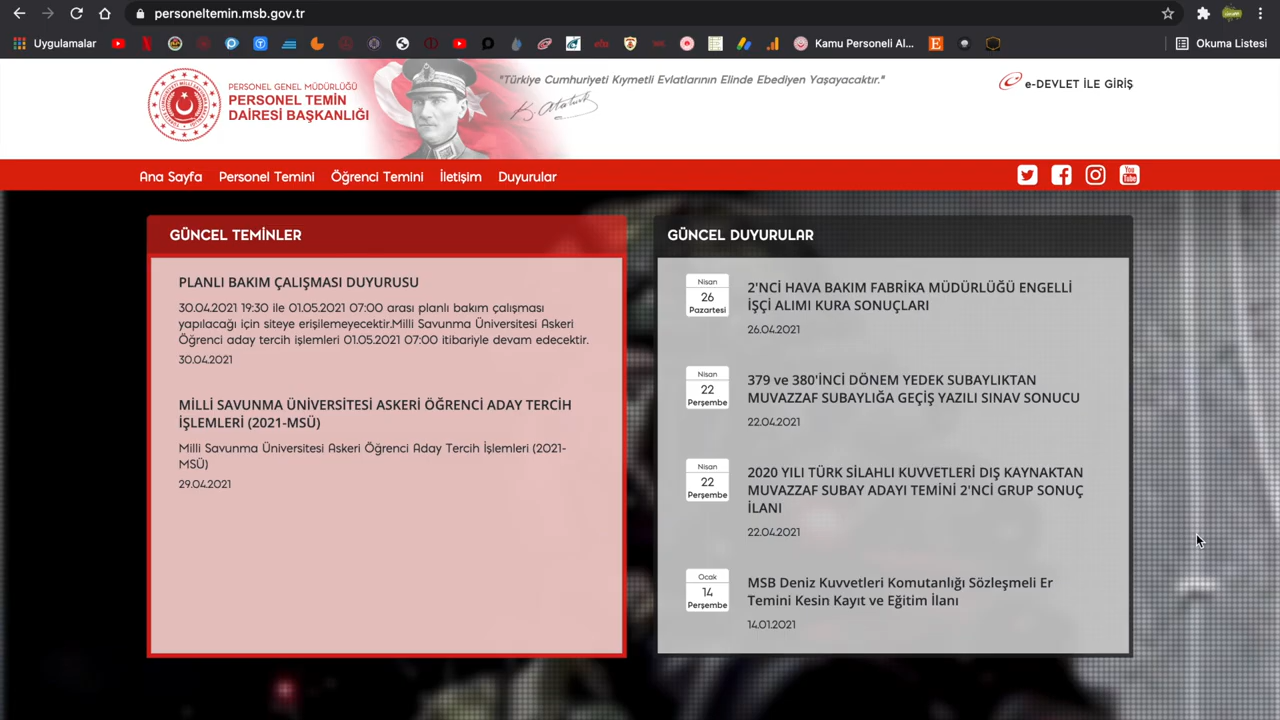 personeltemin.msb.gov.tr
Uygulamalar
Kamu Personeli Al...
Okuma Listesi
PERSONEL GENEL MÜDÜRLÜĞÜ
PERSONEL TEMİN
DAİRESİ BAŞKANLIĞI
"Türkiye Cumhuriyeti Kıymetli Evlatlarının Elinde Ebediyen Yaşayacaktır."
K. Atatürk
e-DEVLET İLE GİRİŞ
Ana Sayfa
Personel Temini
Öğrenci Temini
İletişim
Duyurular
You
Tube
GÜNCEL TEMİNLER
PLANLI BAKIM ÇALIŞMASI DUYURUSU
30.04.2021 19:30 ile 01.05.2021 07:00 arası planlı bakım çalışması
yapılacağı için siteye erişilemeyecektir.Milli Savunma Üniversitesi Askeri
Öğrenci aday tercih işlemleri 01.05.2021 07:00 itibariyle devam edecektir.
30.04.2021
MİLLİ SAVUNMA ÜNİVERSİTESİ ASKERİ ÖĞRENCİ ADAY TERCİH
İŞLEMLERİ (2021-MSÜ)
Milli Savunma Üniversitesi Askeri Öğrenci Aday Tercih İşlemleri (2021-
MSÜ)
29.04.2021
GÜNCEL DUYURULAR
Nisan
26
Pazartesi
2'NCİ HAVA BAKIM FABRİKA MÜDÜRLÜĞÜ ENGELLİ
İŞÇİ ALIMI KURA SONUÇLARI
26.04.2021
Nisan
22
Perşembe
379 ve 380'İNCİ DÖNEM YEDEK SUBAYLIKTAN
MUVAZZAF SUBAYLIĞA GEÇİŞ YAZILI SINAV SONUCU
22.04.2021
Nisan
22
Perşembe
2020 YILI TÜRK SİLAHLI KUVVETLERİ DIŞ KAYNAKTAN
MUVAZZAF SUBAY ADAYI TEMİNİ 2'NCİ GRUP SONUÇ
İLANI
22.04.2021
Ocak
14
Perşembe
MSB Deniz Kuvvetleri Komutanlığı Sözleşmeli Er
Temini Kesin Kayıt ve Eğitim İlanı
14.01.2021